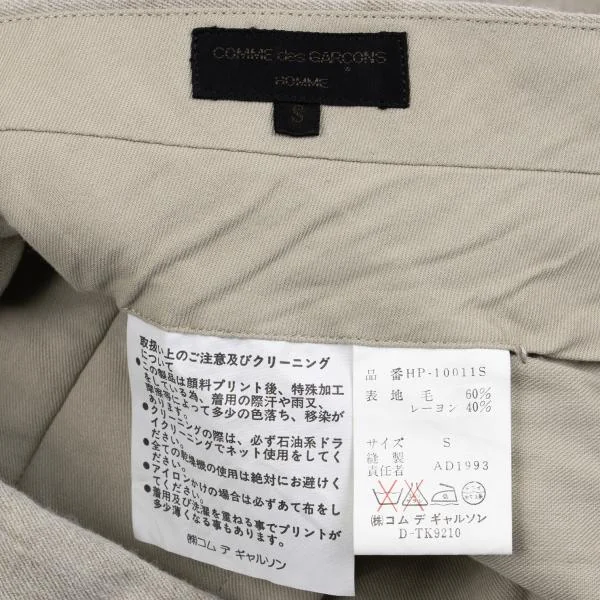 COMME des GARCONS
HOMME
S
取扱い上のご注意及びクリーニング
について
●この製品は顔料プリント後、特殊加工
をしている為、着用の際汗や雨又、
摩擦等によって多少の色落ち、移染が
あります。
●クリーニングの際は、必ず石油系ドラ
イクリーニングでネット使用をしてく
ださい。
●全ての乾燥機の使用は絶対にお避けく
ださい。
●アイロンかけの場合は必ずあて布をし
てください。
●着用及び洗濯を重ねる事でプリントが
多少薄くなる事もあります。
㈱コム デ ギャルソン
品 番 HP-10011S
表 地 毛 60%
レーヨン 40%
サイズ S
縫 製
責任者 AD1993
㈱コム デ ギャルソン
D-TK9210